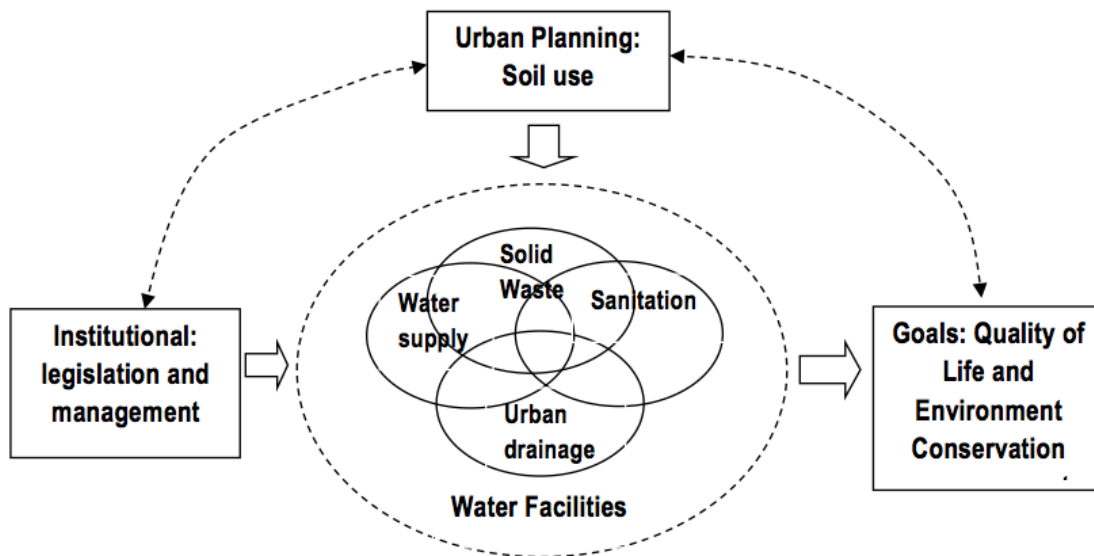 Urban Planning:
Soil use
Solid
Waste
Water
supply
Sanitation
Urban
drainage
Water Facilities
Institutional:
legislation and
management
Goals: Quality of
Life and
Environment
Conservation